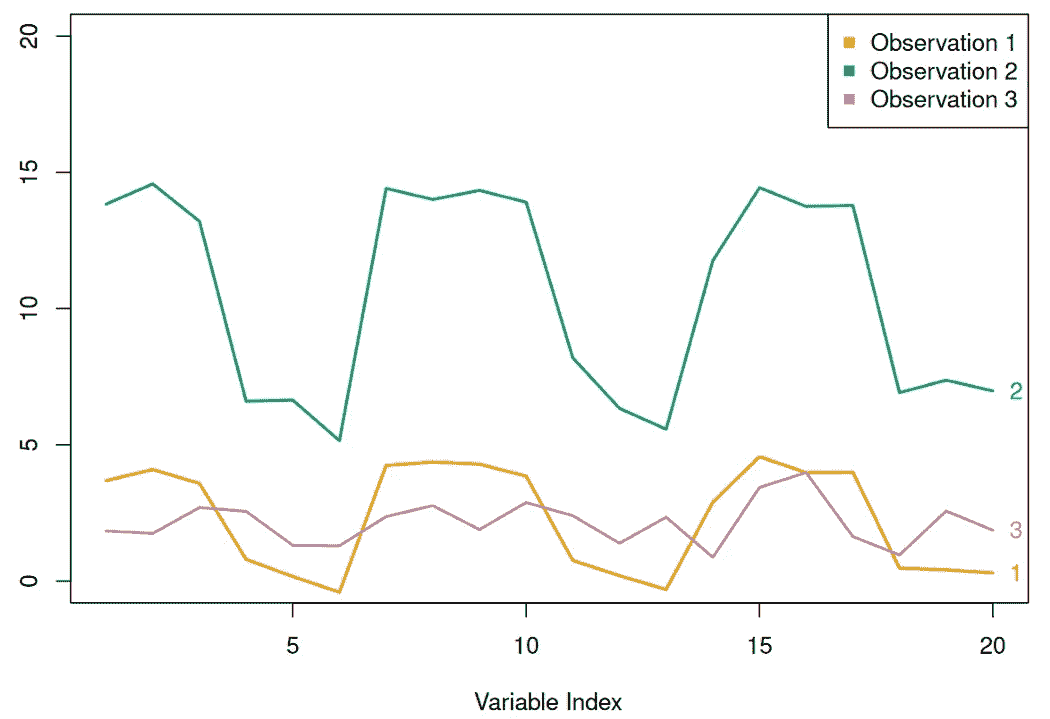 20
15
10
5
0
Observation 1
Observation 2
Observation 3
2
3
1
5 10 15 20
Variable Index